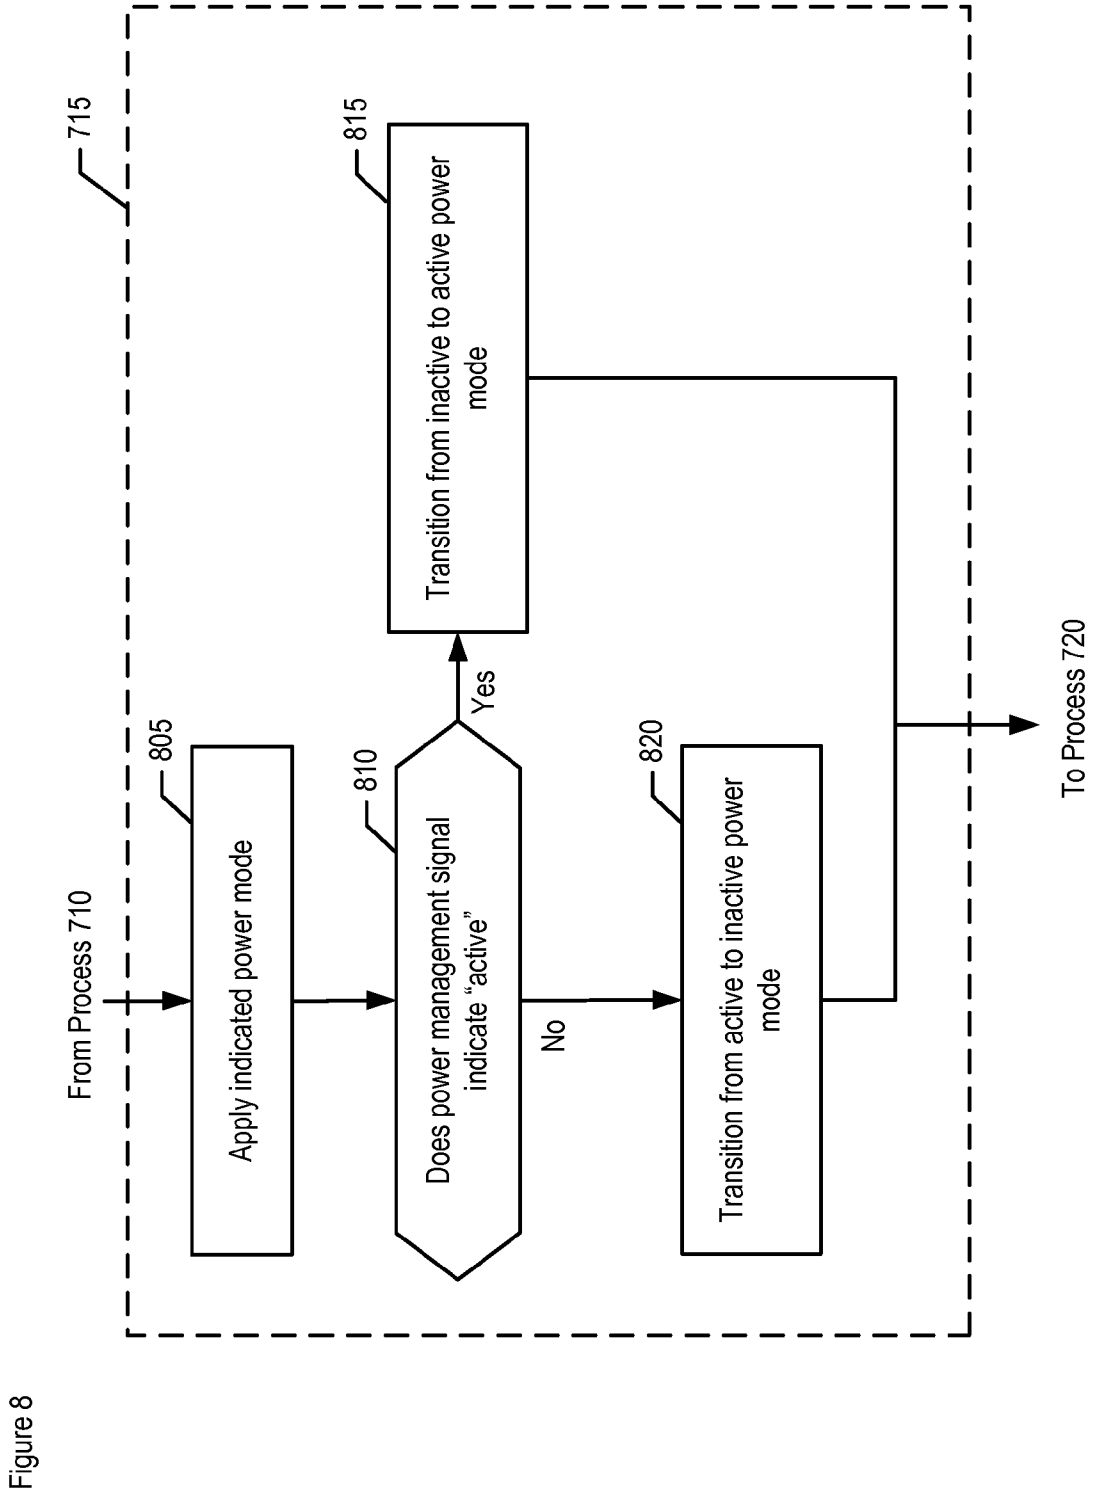 Figure 8
From Process 710
715
805
Apply indicated power mode
810
Does power management signal
indicate “active”
Yes
815
Transition from inactive to active power
mode
No
820
Transition from active to inactive power
mode
To Process 720